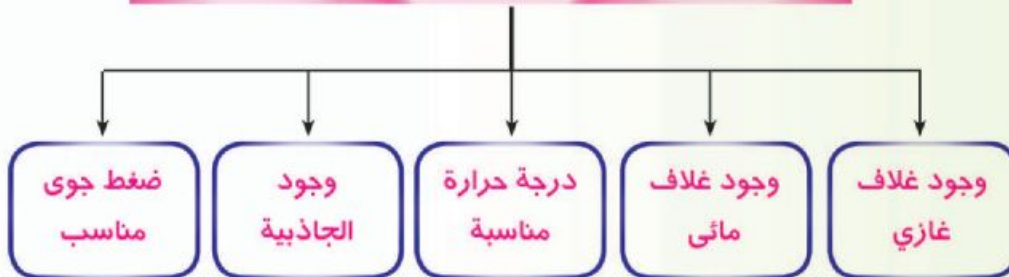 وجود غلاف
غازي
وجود غلاف
مائى
درجة حرارة
مناسبة
وجود
الجاذبية
ضغط جوى
مناسب